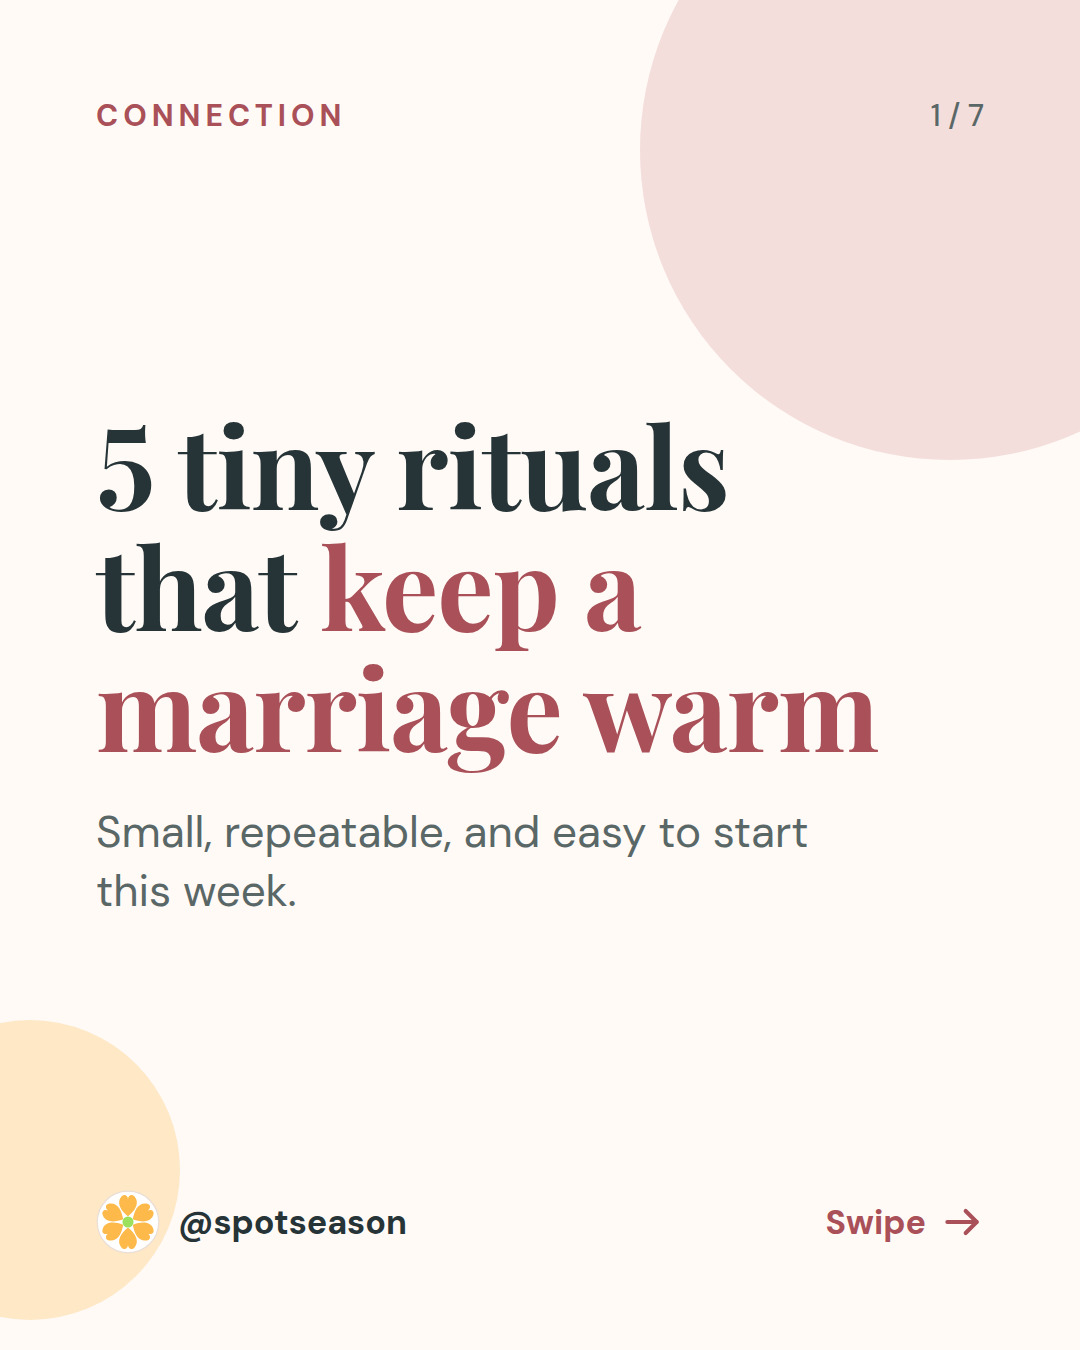 CONNECTION
1 / 7
5 tiny rituals
that keep a
marriage warm
Small, repeatable, and easy to start
this week.
@spotseason
Swipe →